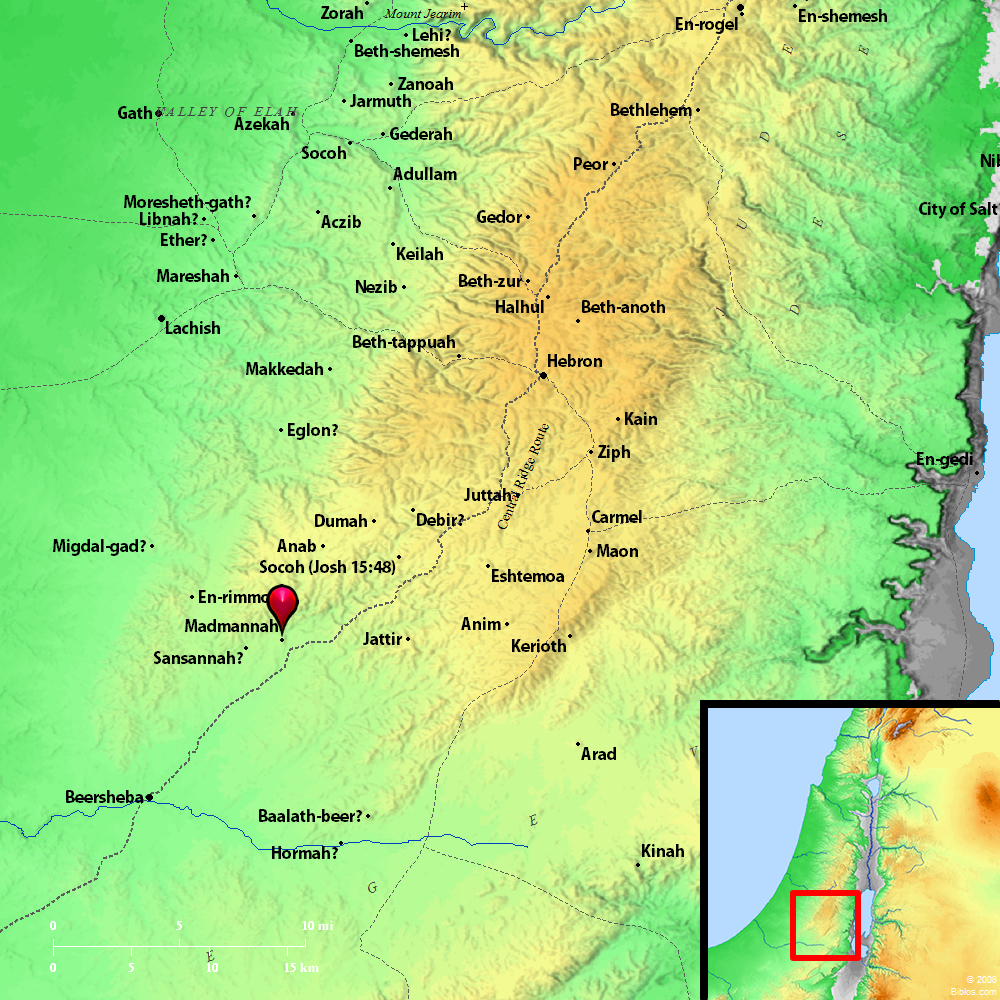 Zorah
Mount Jearim
En-rogel
En-shemesh
Lehi?
Beth-shemesh
Zanoah
Jarmuth
Gath
VALLEY OF ELAH
Azekah
Bethlehem
Gederah
Socoh
Peor
Adullam
Moresheth-gath?
Libnah?
Aczib
Gedor
City of Salt?
Ether?
Keilah
Mareshah
Nezib
Beth-zur
Halhul
Beth-anoth
Lachish
Beth-tappuah
Hebron
Makkedah
Kain
Eglon?
Ziph
En-gedi
Central Ridge Route
Juttah
Dumah
Debir?
Carmel
Migdal-gad?
Anab
Maon
Socoh (Josh 15:48)
Eshtemoa
En-rimmo
Madmannah
Jattir
Anim
Kerioth
Sansannah?
Arad
Beersheba
Baalath-beer?
Hormah?
Kinah
J U D E
D E S
E G E V
0 5 10 mi
0 5 10 15 km
© 2008
Biblos.com